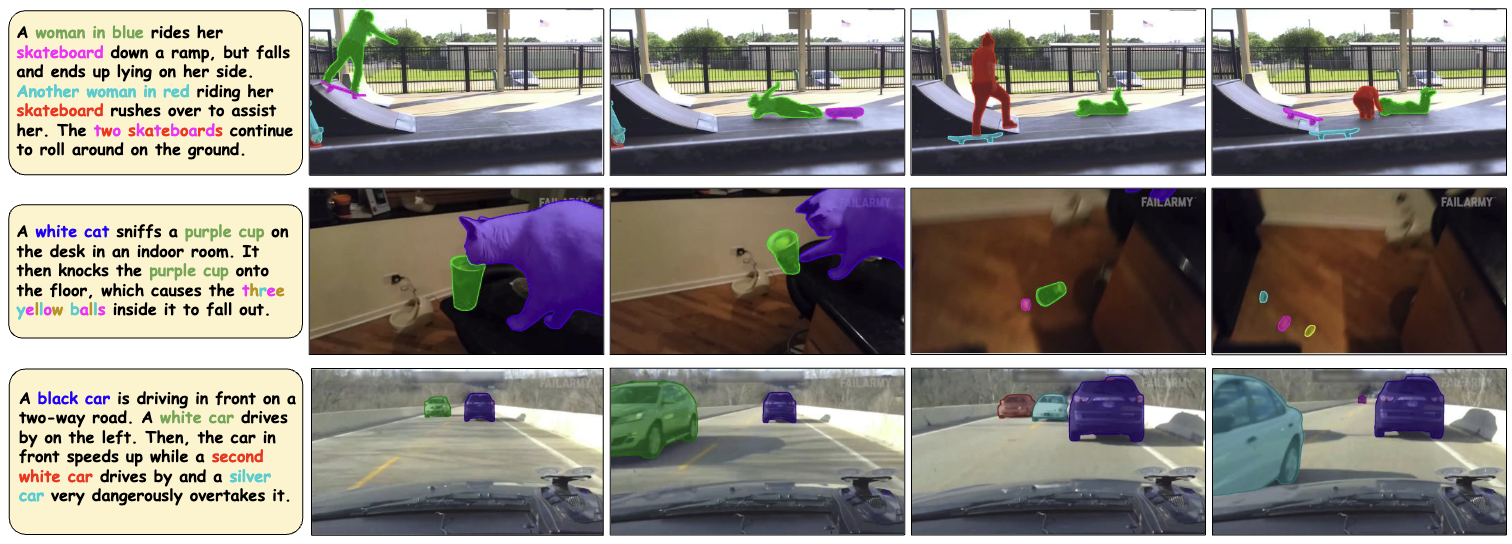 A woman in blue rides her
skateboard down a ramp, but falls
and ends up lying on her side.
Another woman in red riding her
skateboard rushes over to assist
her. The two skateboards continue
to roll around on the ground.
A white cat sniffs a purple cup on
the desk in an indoor room. It
then knocks the purple cup onto
the floor, which causes the three
yellow balls inside it to fall out.
FAILARMY
FAILARMY
FAILARMY
FAILARMY
A black car is driving in front on a
two-way road. A white car drives
by on the left. Then, the car in
front speeds up while a second
white car drives by and a silver
car very dangerously overtakes it.
FAILARMY
FAILARMY
FAILARMY
FAILARMY